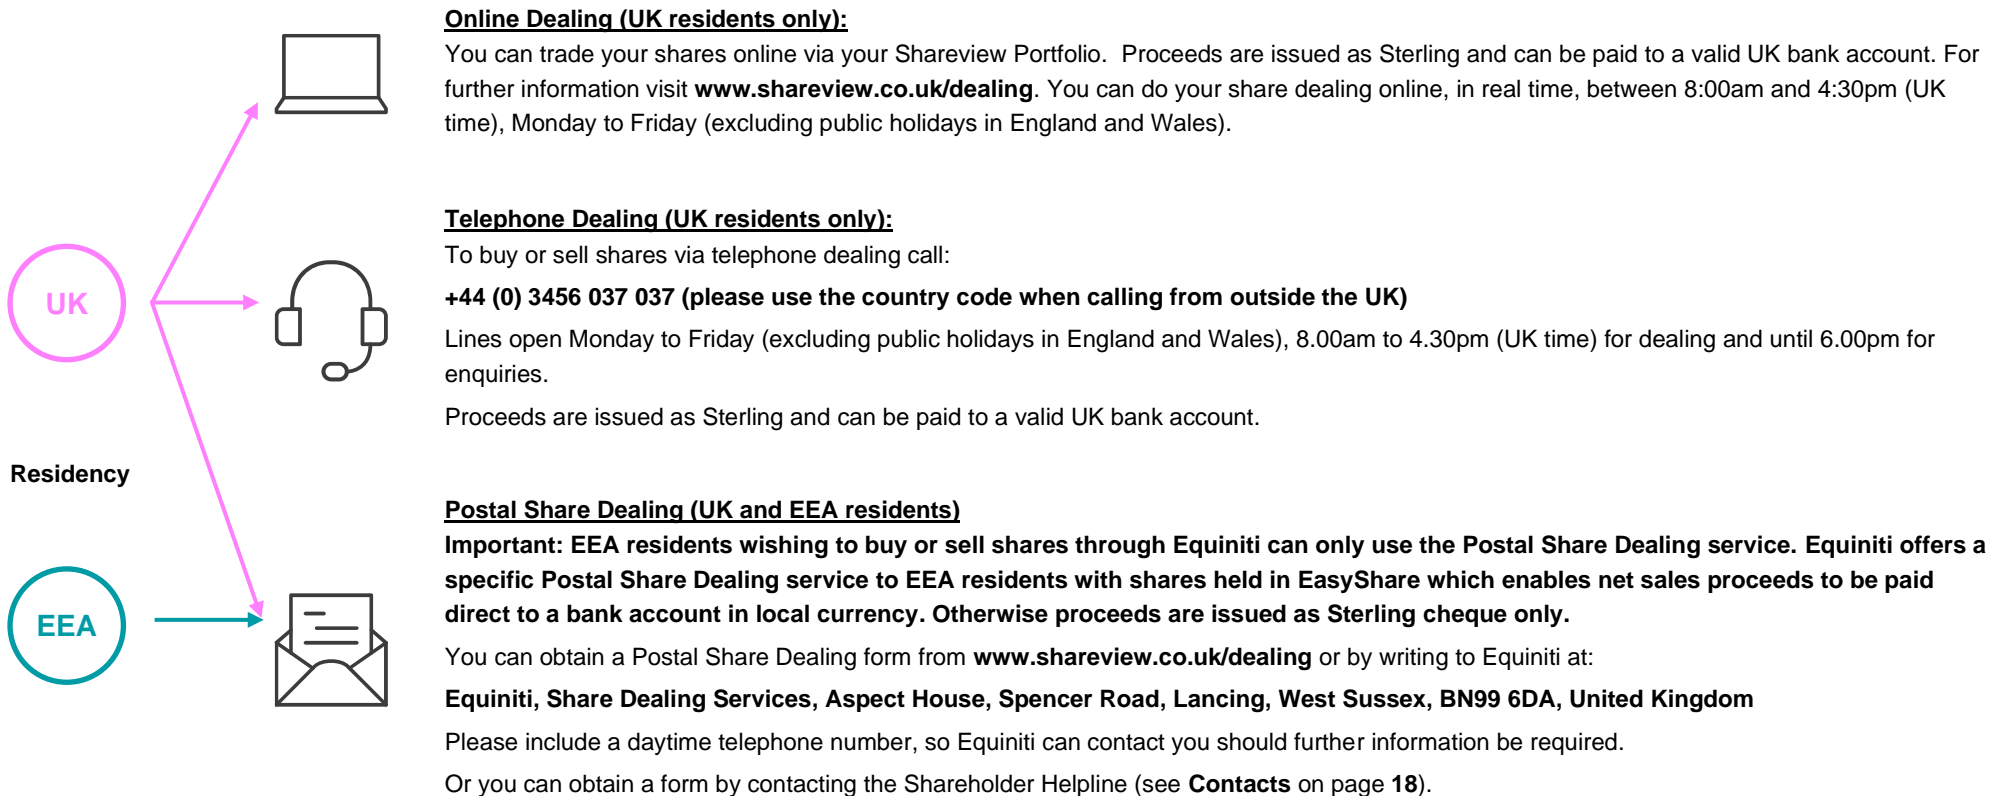 Online Dealing (UK residents only):
You can trade your shares online via your Shareview Portfolio.  Proceeds are issued as Sterling and can be paid to a valid UK bank account. For
further information visit www.shareview.co.uk/dealing. You can do your share dealing online, in real time, between 8:00am and 4:30pm (UK
time), Monday to Friday (excluding public holidays in England and Wales).
Telephone Dealing (UK residents only):
To buy or sell shares via telephone dealing call:
+44 (0) 3456 037 037 (please use the country code when calling from outside the UK)
UK
Lines open Monday to Friday (excluding public holidays in England and Wales), 8.00am to 4.30pm (UK time) for dealing and until 6.00pm for
enquiries.
Proceeds are issued as Sterling and can be paid to a valid UK bank account.
Residency
Postal Share Dealing (UK and EEA residents)
Important: EEA residents wishing to buy or sell shares through Equiniti can only use the Postal Share Dealing service. Equiniti offers a
specific Postal Share Dealing service to EEA residents with shares held in EasyShare which enables net sales proceeds to be paid
direct to a bank account in local currency. Otherwise proceeds are issued as Sterling cheque only.
EEA
You can obtain a Postal Share Dealing form from www.shareview.co.uk/dealing or by writing to Equiniti at:
Equiniti, Share Dealing Services, Aspect House, Spencer Road, Lancing, West Sussex, BN99 6DA, United Kingdom
Please include a daytime telephone number, so Equiniti can contact you should further information be required.
Or you can obtain a form by contacting the Shareholder Helpline (see Contacts on page 18).